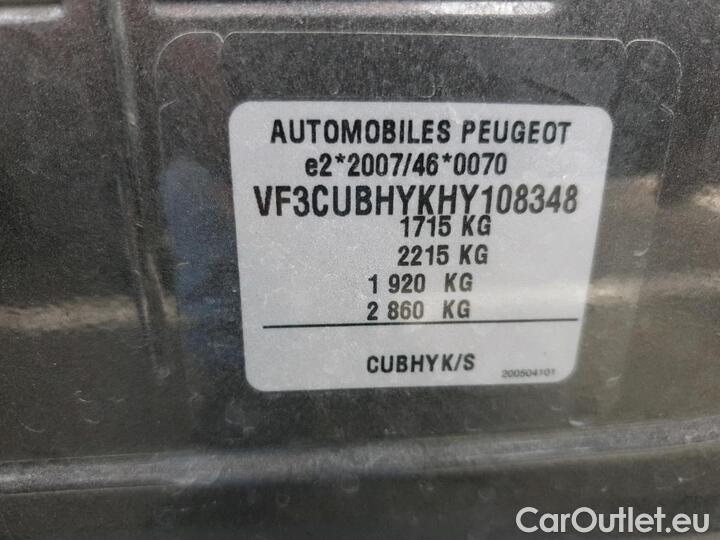 AUTOMOBILES PEUGEOT
e2*2007/46*0070
VF3CUBHYKHY108348
1715 KG
2215 KG
1 920 KG
2 860 KG
CUBHYK/S
200504101
CarOutlet.eu